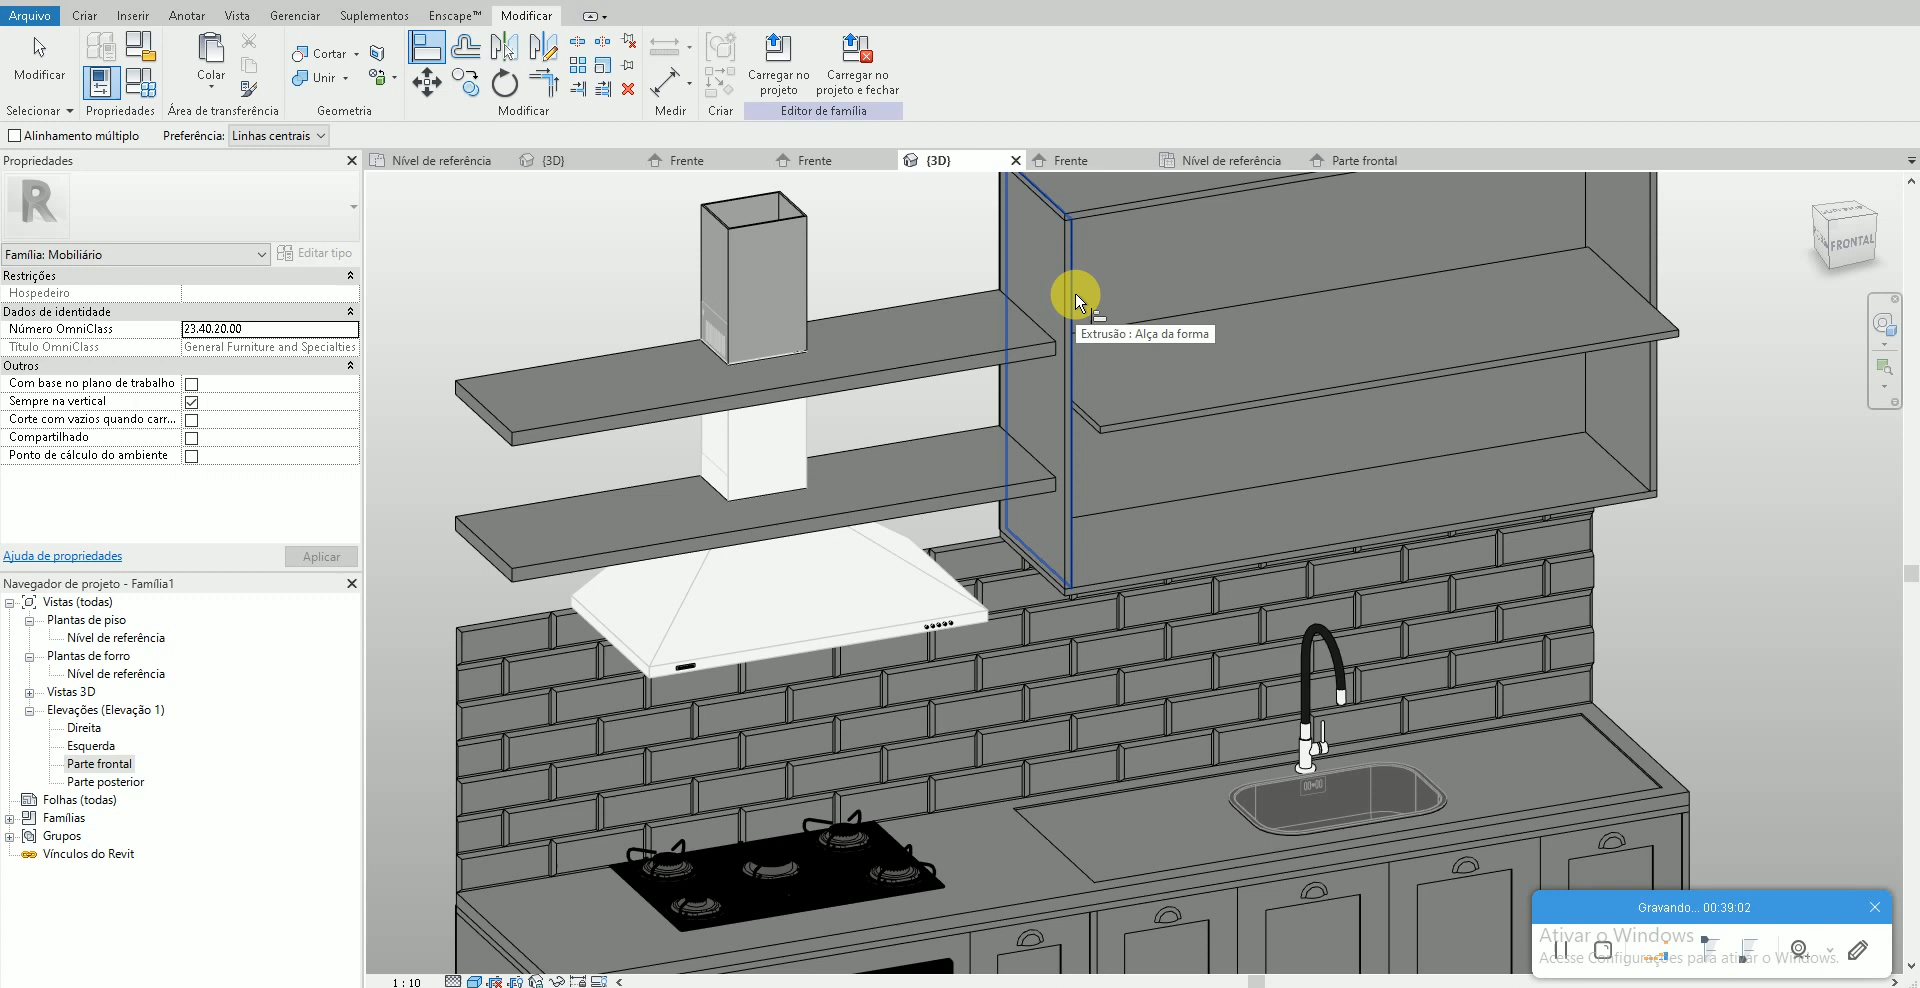 Arquivo Criar Inserir Anotar Vista Gerenciar Suplementos Enscape™ Modificar
Modificar Colar Cortar Unir Carregar no projeto Carregar no projeto e fechar
Selecionar Propriedades Área de transferência Geometria Modificar Medir Criar Editor de família
Alinhamento múltiplo Preferência: Linhas centrais
Propriedades
Nível de referência {3D} Frente Frente {3D} Frente Nível de referência Parte frontal
R
Família: Mobiliário Editar tipo
Restrições
Hospedeiro
Dados de identidade
Número OmniClass 23.40.20.00
Título OmniClass General Furniture and Specialties
Outros
Com base no plano de trabalho
Sempre na vertical
Corte com vazios quando carr...
Compartilhado
Ponto de cálculo do ambiente
Ajuda de propriedades Aplicar
Navegador de projeto - Família1
Vistas (todas)
Plantas de piso
Nível de referência
Plantas de forro
Nível de referência
Vistas 3D
Elevações (Elevação 1)
Direita
Esquerda
Parte frontal
Parte posterior
Folhas (todas)
Famílias
Grupos
Vínculos do Revit
Extrusão : Alça da forma
FRONTAL
Gravando... 00:39:02
Ativar o Windows
Acesse Configurações para ativar o Windows.
1 : 10